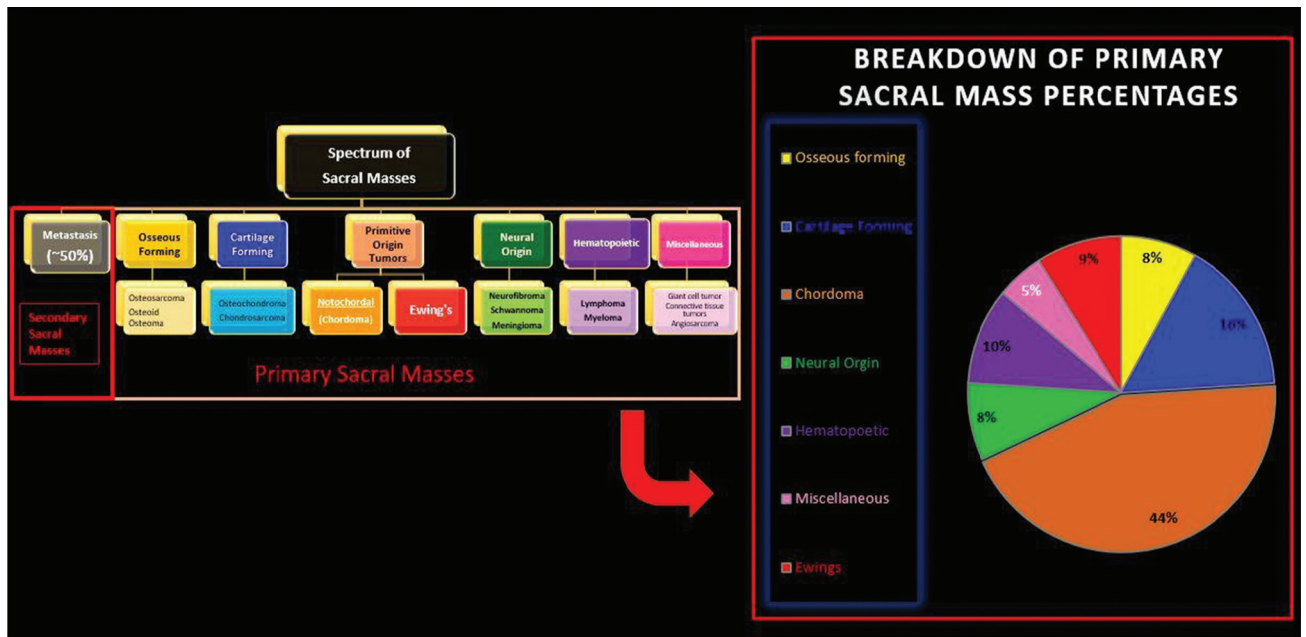 Spectrum of
Sacral Masses
Metastasis
(~50%)
Osseous
Forming
Cartilage
Forming
Primitive
Origin
Tumors
Neural
Origin
Hematopoietic
Miscellaneous
Secondary
Sacral
Masses
Osteosarcoma
Osteoid
Osteoma
Osteochondroma
Chondrosarcoma
Notochordal
(Chordoma)
Ewing's
Neurofibroma
Schwannoma
Meningioma
Lymphoma
Myeloma
Giant cell tumor
Connective tissue
tumors
Angiosarcoma
Primary Sacral Masses
BREAKDOWN OF PRIMARY
SACRAL MASS PERCENTAGES
Osseous forming
Cartilage Forming
Chordoma
Neural Orgin
Hematopoetic
Miscellaneous
Ewings
9%
8%
5%
16%
10%
8%
44%